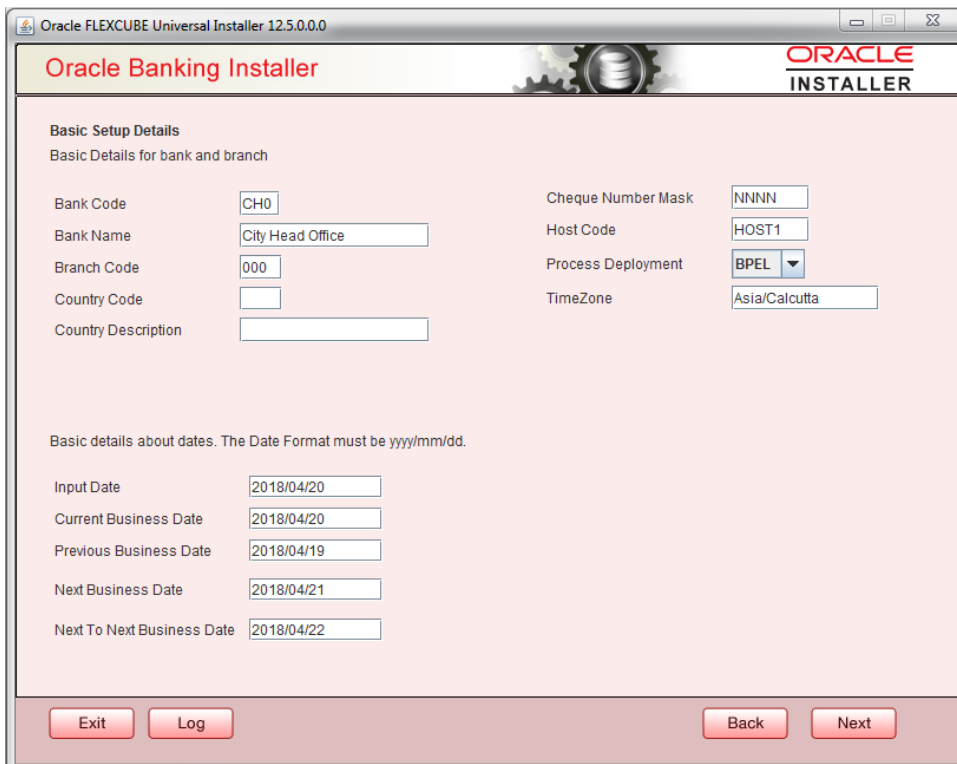 Oracle FLEXCUBE Universal Installer 12.5.0.0.0
Oracle Banking Installer
ORACLE
INSTALLER
Basic Setup Details
Basic Details for bank and branch
Bank Code CH0
Bank Name City Head Office
Branch Code 000
Country Code
Country Description
Cheque Number Mask NNNN
Host Code HOST1
Process Deployment BPEL
TimeZone Asia/Calcutta
Basic details about dates. The Date Format must be yyyy/mm/dd.
Input Date 2018/04/20
Current Business Date 2018/04/20
Previous Business Date 2018/04/19
Next Business Date 2018/04/21
Next To Next Business Date 2018/04/22
Exit Log Back Next